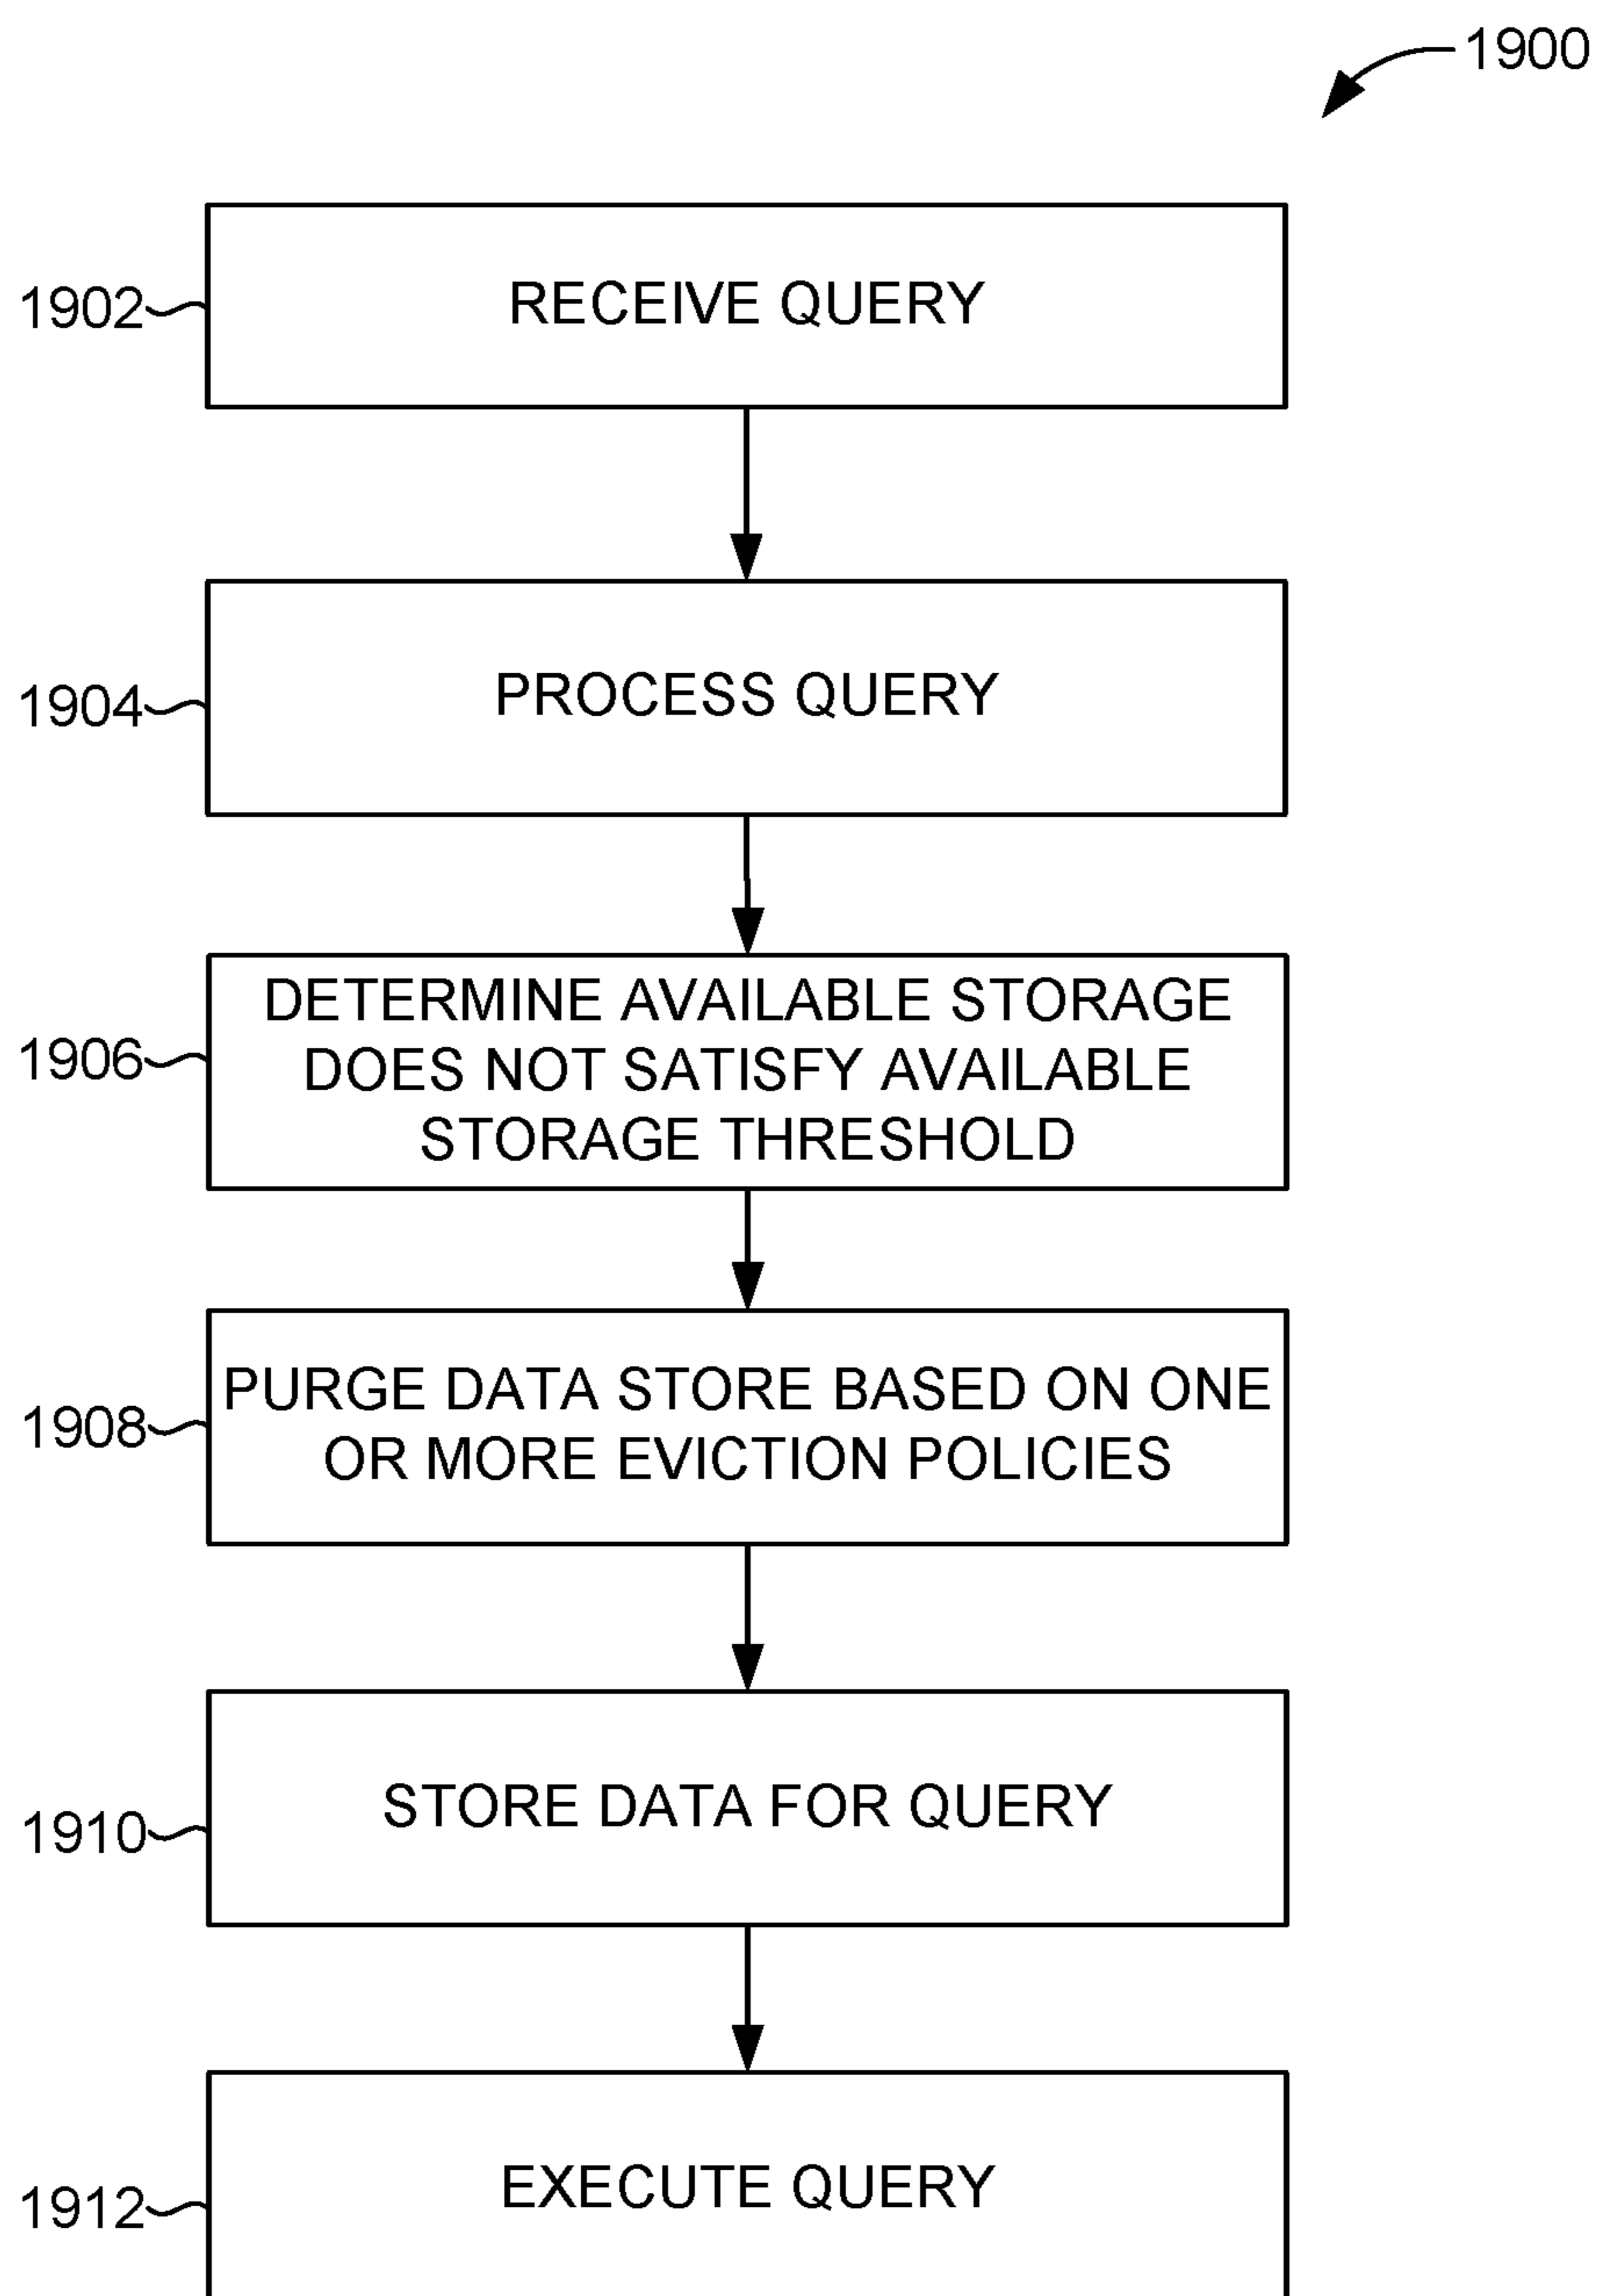 1900
1902
RECEIVE QUERY
1904
PROCESS QUERY
1906
DETERMINE AVAILABLE STORAGE
DOES NOT SATISFY AVAILABLE
STORAGE THRESHOLD
1908
PURGE DATA STORE BASED ON ONE
OR MORE EVICTION POLICIES
1910
STORE DATA FOR QUERY
1912
EXECUTE QUERY